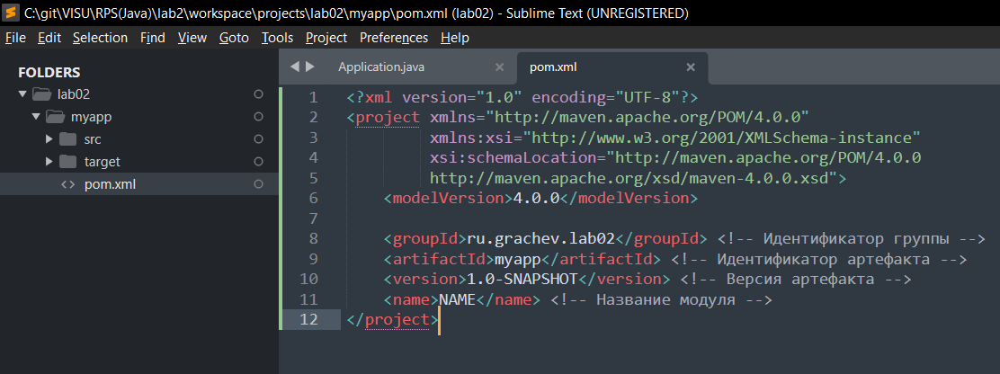 C:\git\VISU\RPS(Java)\lab2\workspace\projects\lab02\myapp\pom.xml (lab02) - Sublime Text (UNREGISTERED)
File Edit Selection Find View Goto Tools Project Preferences Help
FOLDERS
lab02
myapp
src
target
<> pom.xml
Application.java ×
pom.xml ×
1 <?xml version="1.0" encoding="UTF-8"?>
2 <project xmlns="http://maven.apache.org/POM/4.0.0"
3 xmlns:xsi="http://www.w3.org/2001/XMLSchema-instance"
4 xsi:schemaLocation="http://maven.apache.org/POM/4.0.0
5 http://maven.apache.org/xsd/maven-4.0.0.xsd">
6 <modelVersion>4.0.0</modelVersion>
7
8 <groupId>ru.grachev.lab02</groupId> <!-- Идентификатор группы -->
9 <artifactId>myapp</artifactId> <!-- Идентификатор артефакта -->
10 <version>1.0-SNAPSHOT</version> <!-- Версия артефакта -->
11 <name>NAME</name> <!-- Название модуля -->
12 </project>